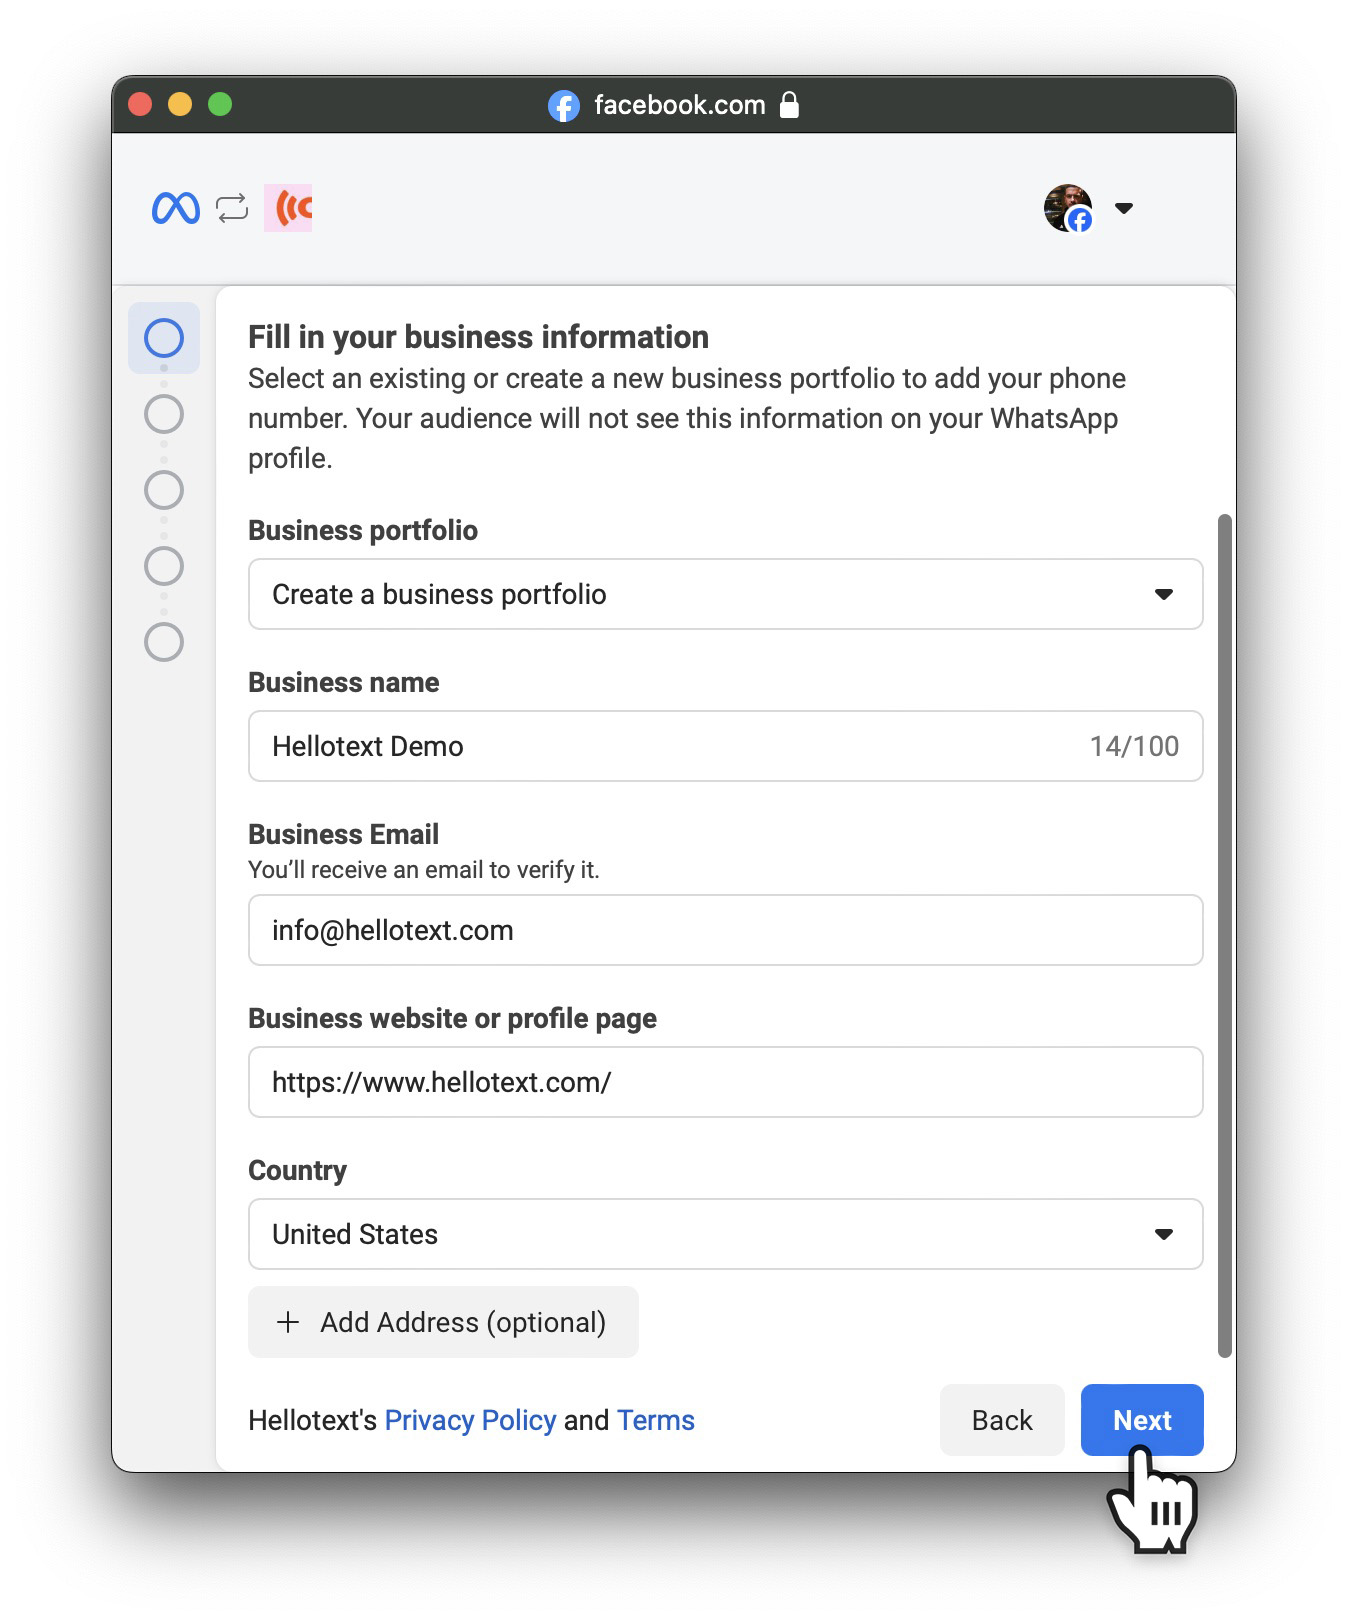 facebook.com
Fill in your business information
Select an existing or create a new business portfolio to add your phone
number. Your audience will not see this information on your WhatsApp
profile.
Business portfolio
Create a business portfolio
Business name
Hellotext Demo 14/100
Business Email
You’ll receive an email to verify it.
info@hellotext.com
Business website or profile page
https://www.hellotext.com/
Country
United States
+ Add Address (optional)
Hellotext's Privacy Policy and Terms
Back Next